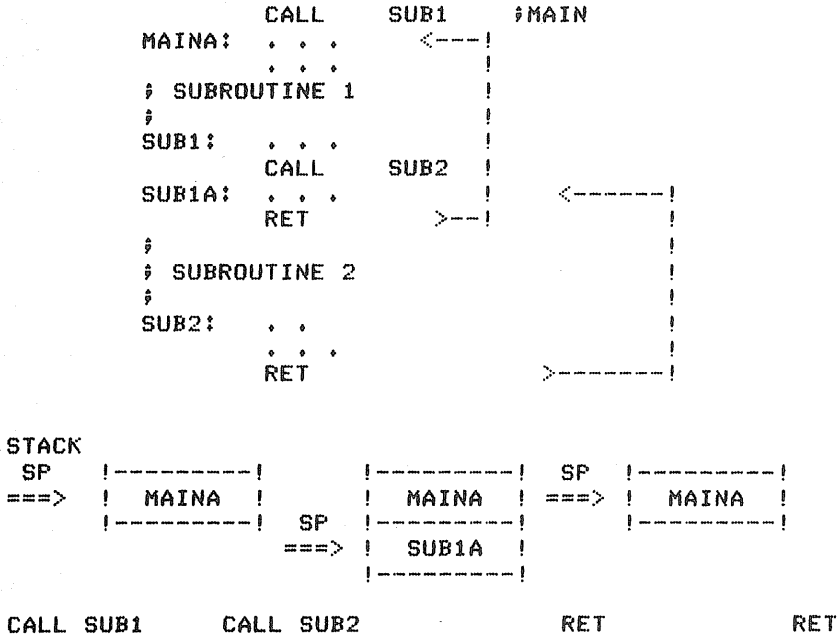 CALL    SUB1    ;MAIN
MAINA:    . . .     <---!
          . . .         !
; SUBROUTINE 1          !
;                       !
SUB1:     . . .         !
          CALL    SUB2  !
SUB1A:    . . .         !    <-------!
          RET        >--!            !
;                                    !
; SUBROUTINE 2                       !
;                                    !
SUB2:     . .                        !
          . . .                      !
          RET               >-------!
STACK
 SP   !---------!       !---------!  SP  !---------!
===>  !  MAINA  !       !  MAINA  ! ===> !  MAINA  !
      !---------!  SP   !---------!      !---------!
                  ===>  !  SUB1A  !
                        !---------!
CALL SUB1     CALL SUB2             RET            RET